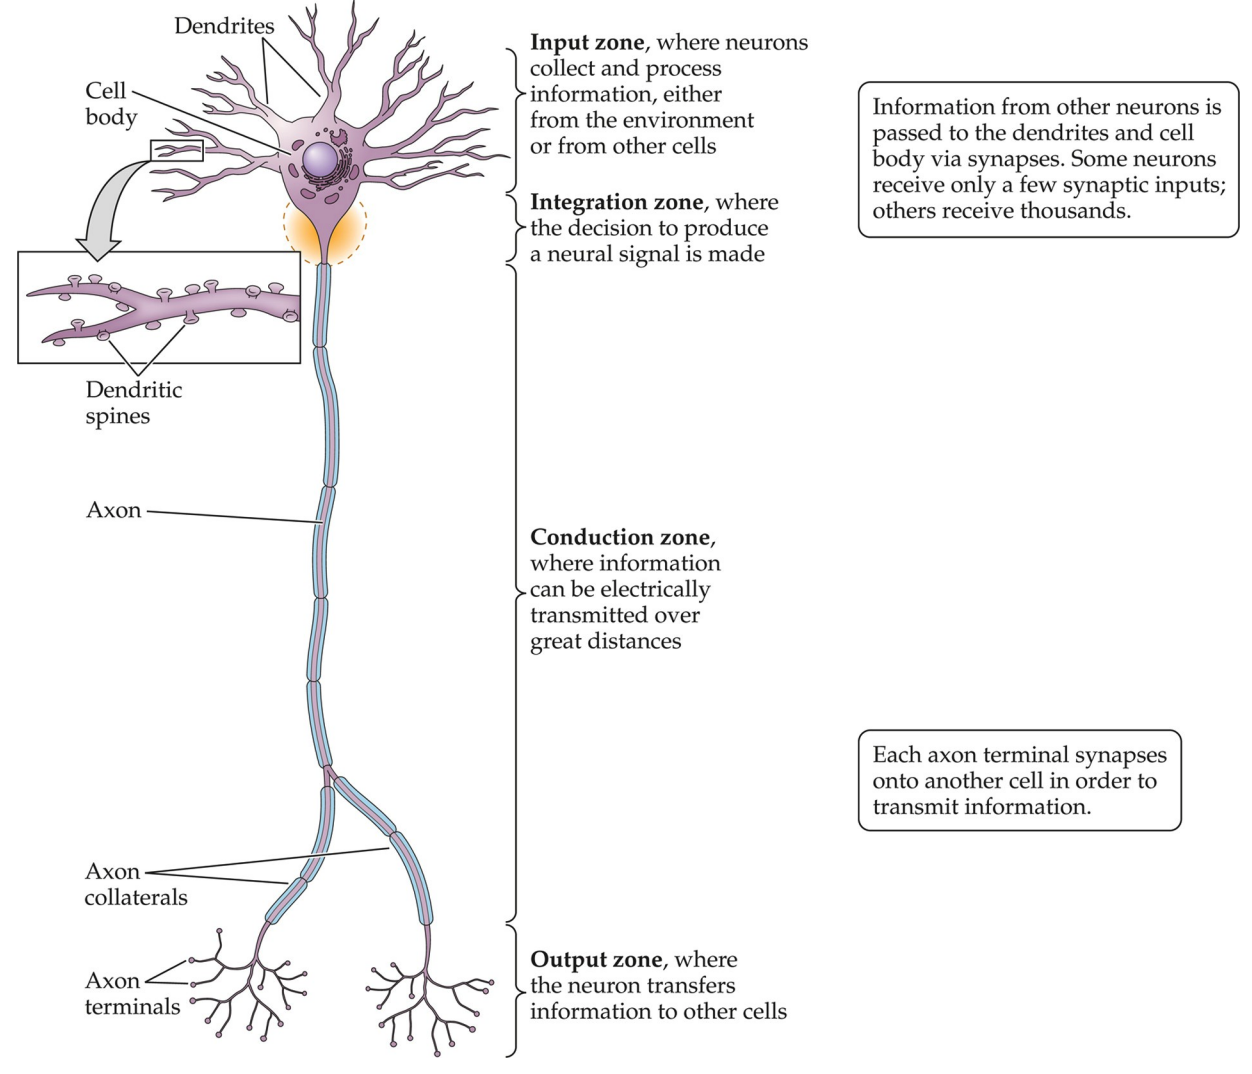 Dendrites
Cell
body
Input zone, where neurons
collect and process
information, either
from the environment
or from other cells
Information from other neurons is
passed to the dendrites and cell
body via synapses. Some neurons
receive only a few synaptic inputs;
others receive thousands.
Integration zone, where
the decision to produce
a neural signal is made
Dendritic
spines
Axon
Conduction zone,
where information
can be electrically
transmitted over
great distances
Each axon terminal synapses
onto another cell in order to
transmit information.
Axon
collaterals
Axon
terminals
Output zone, where
the neuron transfers
information to other cells